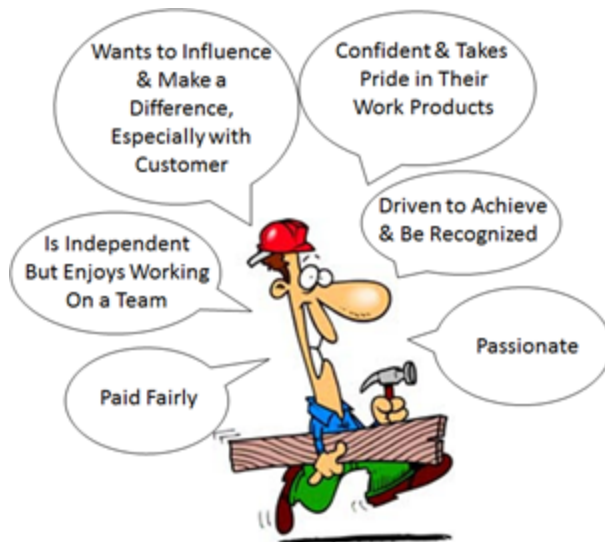 Wants to Influence
& Make a
Difference,
Especially with
Customer
Confident & Takes
Pride in Their
Work Products
Is Independent
But Enjoys Working
On a Team
Driven to Achieve
& Be Recognized
Paid Fairly
Passionate